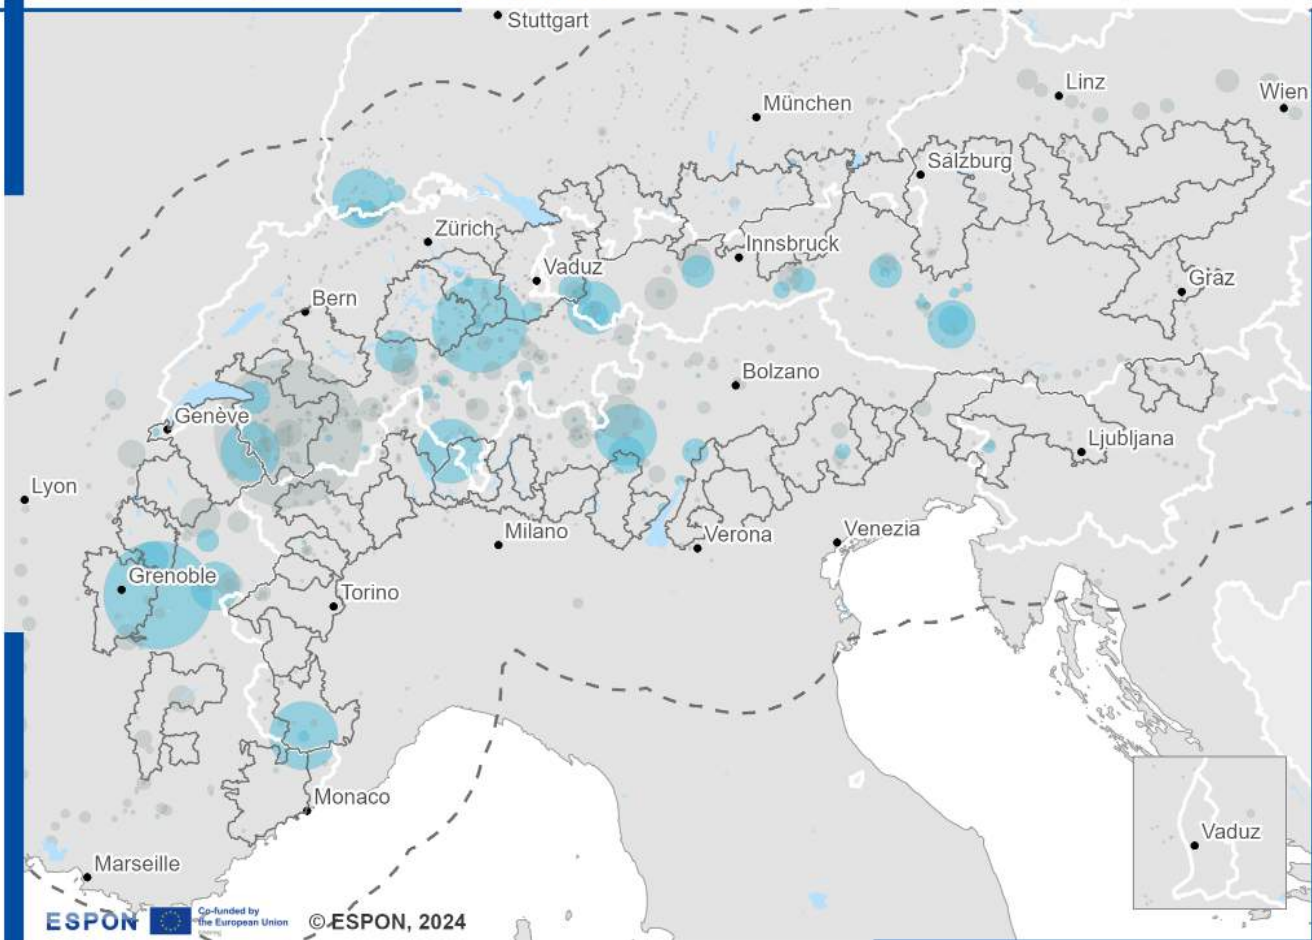 Stuttgart
Linz
Wien
München
Salzburg
Zürich
Innsbruck
Vaduz
Graz
Bern
Bolzano
Genève
Ljubljana
Lyon
Milano
Verona
Venezia
Grenoble
Torino
Monaco
Vaduz
Marseille
ESPON
Co-funded by
the European Union
Interreg
© ESPON, 2024